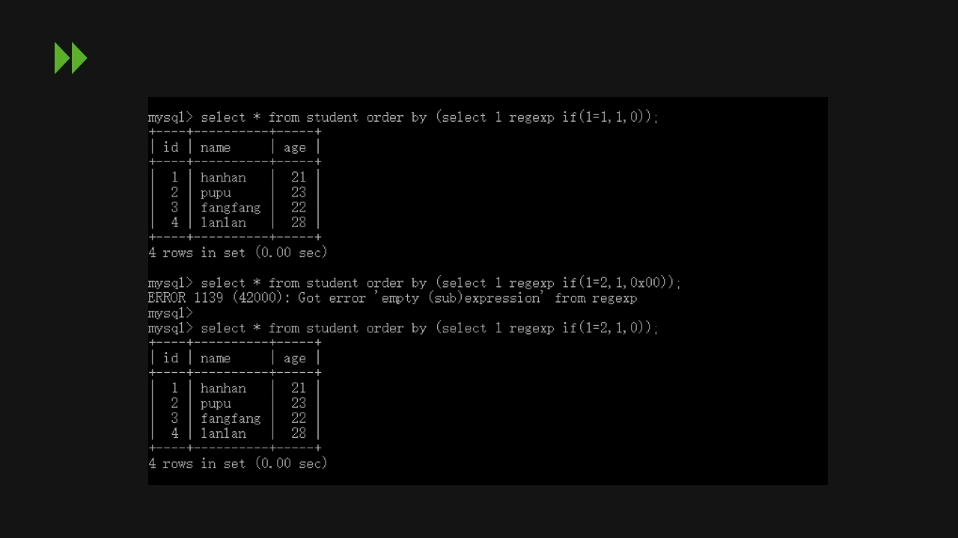 mysql> select * from student order by (select 1 regexp if(1=1,1,0));
+----+----------+-----+
| id | name     | age |
+----+----------+-----+
|  1 | hanhan   |  21 |
|  2 | pupu     |  23 |
|  3 | fangfang |  22 |
|  4 | lanlan   |  28 |
+----+----------+-----+
4 rows in set (0.00 sec)
mysql> select * from student order by (select 1 regexp if(1=2,1,0x00));
ERROR 1139 (42000): Got error 'empty (sub)expression' from regexp
mysql>
mysql> select * from student order by (select 1 regexp if(1=2,1,0));
+----+----------+-----+
| id | name     | age |
+----+----------+-----+
|  1 | hanhan   |  21 |
|  2 | pupu     |  23 |
|  3 | fangfang |  22 |
|  4 | lanlan   |  28 |
+----+----------+-----+
4 rows in set (0.00 sec)